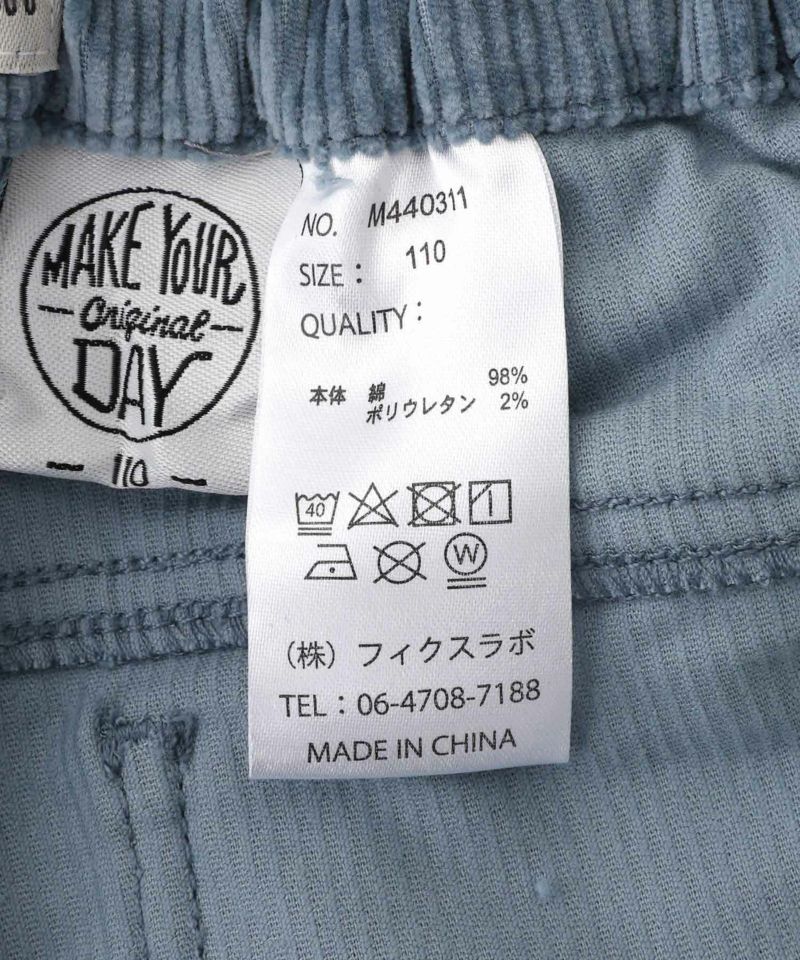 MAKE YOUR
Original
DAY
110
NO. M440311
SIZE : 110
QUALITY :
本体 綿 98%
ポリウレタン 2%
40
W
（株）フィクスラボ
TEL : 06-4708-7188
MADE IN CHINA